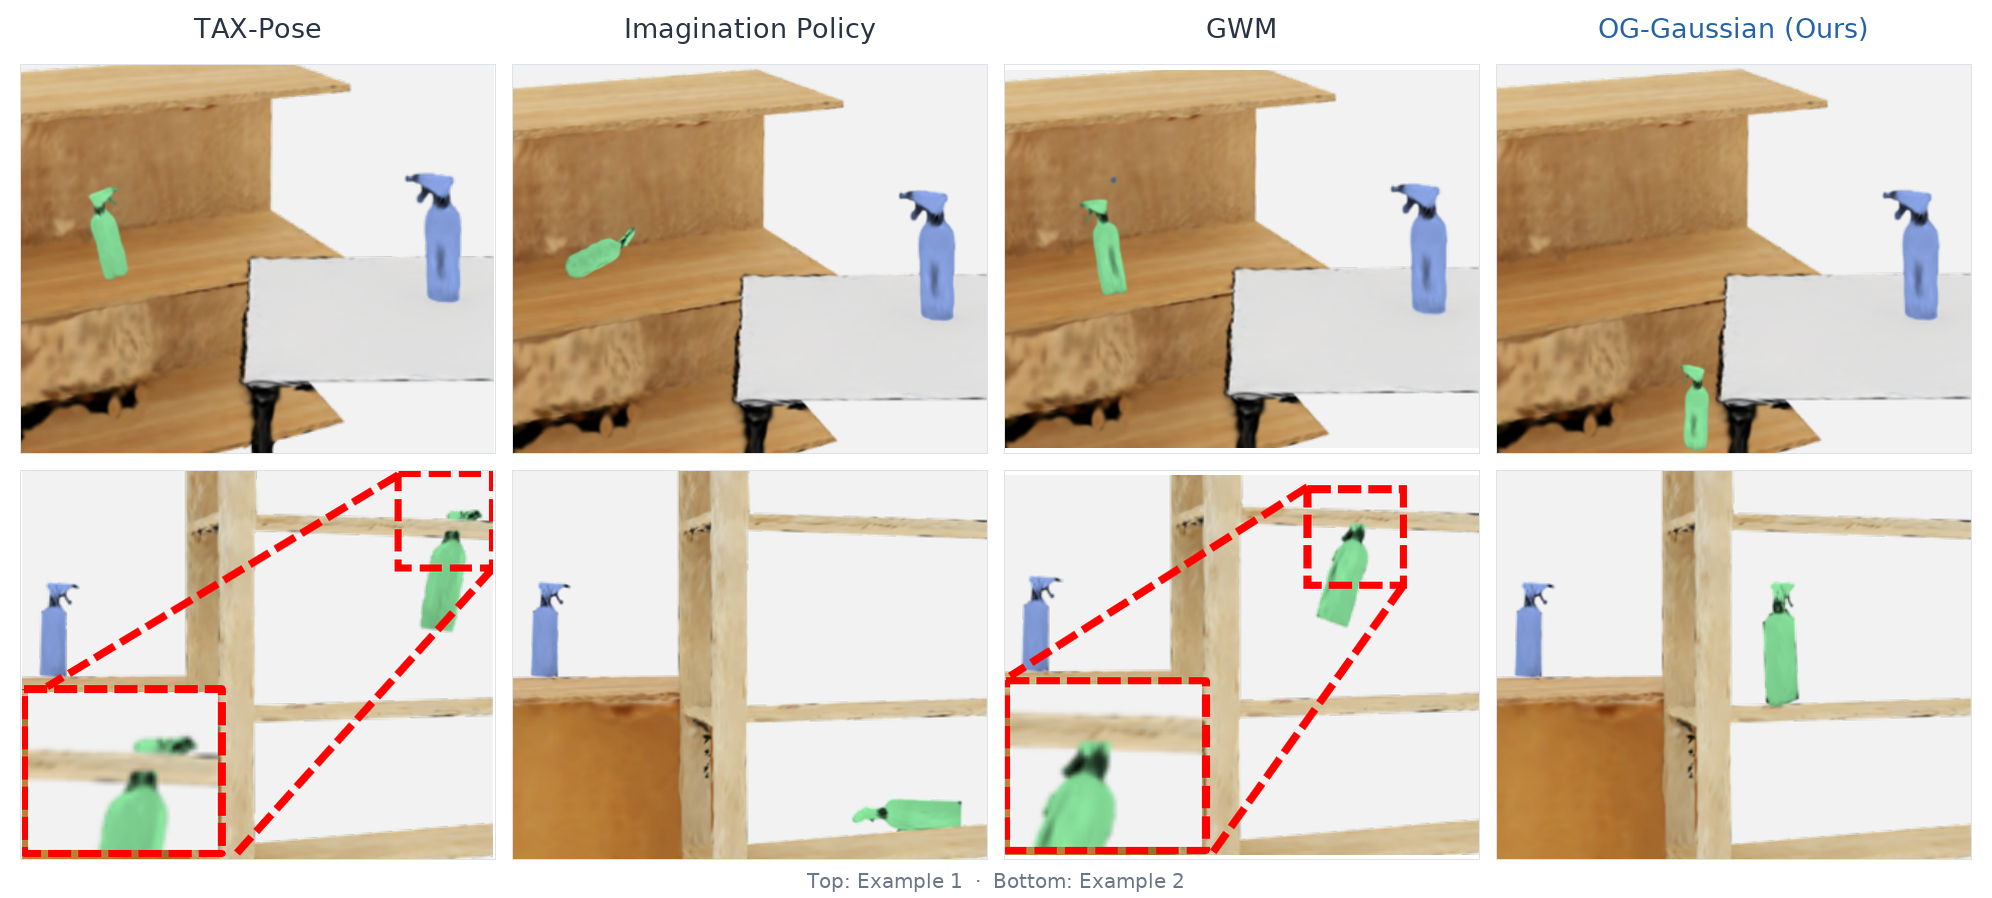 TAX-Pose
Imagination Policy
GWM
OG-Gaussian (Ours)
Top: Example 1 · Bottom: Example 2